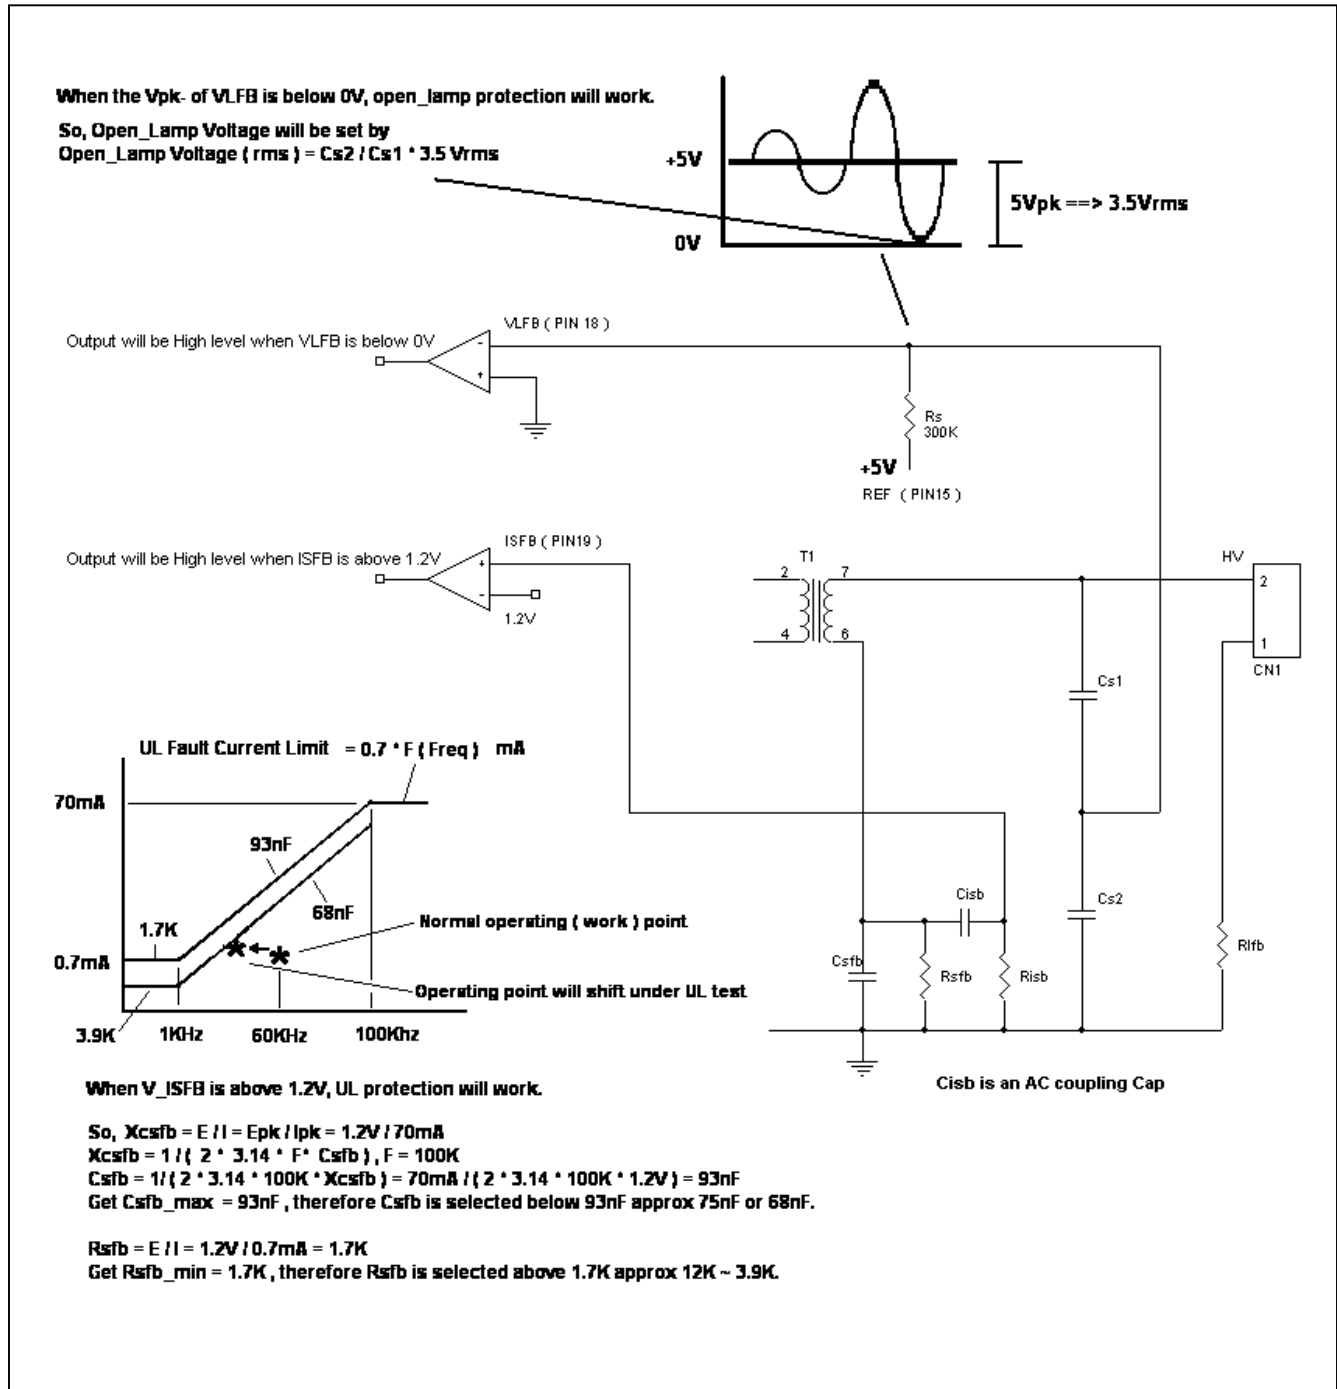 When the Vpk- of VLFB is below 0V, open_lamp protection will work.
So, Open_Lamp Voltage will be set by
Open_Lamp Voltage ( rms ) = Cs2 / Cs1 * 3.5 Vrms
+5V
0V
5Vpk ==> 3.5Vrms
VLFB ( PIN 18 )
Output will be High level when VLFB is below 0V
-
+
Rs
300K
+5V
REF ( PIN15 )
ISFB ( PIN19 )
Output will be High level when ISFB is above 1.2V
+
-
1.2V
T1
2
7
4
6
HV
2
1
CN1
Cs1
Cs2
Cisb
Csfb
Rsfb
Risb
Rlfb
Cisb is an AC coupling Cap
UL Fault Current Limit = 0.7 * F ( Freq ) mA
70mA
93nF
68nF
1.7K
0.7mA
3.9K
1KHz
60KHz
100Khz
Normal operating ( work ) point
Operating point will shift under UL test
When V_ISFB is above 1.2V, UL protection will work.
So, Xcsfb = E / I = Epk / Ipk = 1.2V / 70mA
Xcsfb = 1 / ( 2 * 3.14 * F* Csfb ) , F = 100K
Csfb = 1/ ( 2 * 3.14 * 100K * Xcsfb ) = 70mA / ( 2 * 3.14 * 100K * 1.2V ) = 93nF
Get Csfb_max = 93nF , therefore Csfb is selected below 93nF approx 75nF or 68nF.
Rsfb = E / I = 1.2V / 0.7mA = 1.7K
Get Rsfb_min = 1.7K , therefore Rsfb is selected above 1.7K approx 12K ~ 3.9K.